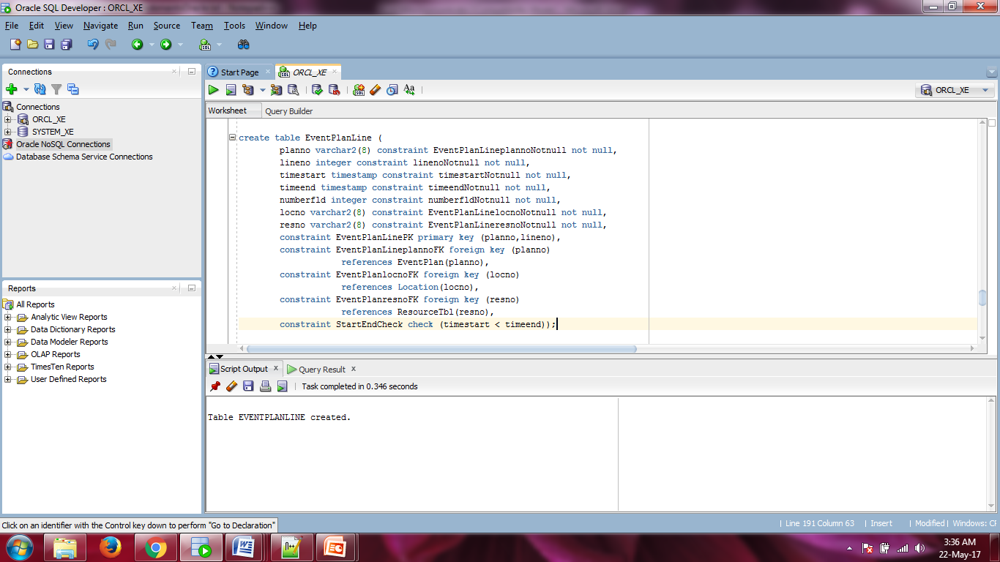 Oracle SQL Developer : ORCL_XE
File Edit View Navigate Run Source Team Tools Window Help
Connections
Connections
ORCL_XE
SYSTEM_XE
Oracle NoSQL Connections
Database Schema Service Connections
Reports
All Reports
Analytic View Reports
Data Dictionary Reports
Data Modeler Reports
OLAP Reports
TimesTen Reports
User Defined Reports
Start Page ORCL_XE
ORCL_XE
Worksheet Query Builder
create table EventPlanLine (
planno varchar2(8) constraint EventPlanLineplannoNotnull not null,
lineno integer constraint linenoNotnull not null,
timestart timestamp constraint timestartNotnull not null,
timeend timestamp constraint timeendNotnull not null,
numberfld integer constraint numberfldNotnull not null,
locno varchar2(8) constraint EventPlanLinelocnoNotnull not null,
resno varchar2(8) constraint EventPlanLineresnoNotnull not null,
constraint EventPlanLinePK primary key (planno,lineno),
constraint EventPlanLineplannoFK foreign key (planno)
references EventPlan(planno),
constraint EventPlanlocnoFK foreign key (locno)
references Location(locno),
constraint EventPlanresnoFK foreign key (resno)
references ResourceTbl(resno),
constraint StartEndCheck check (timestart < timeend));
Script Output Query Result
Task completed in 0.346 seconds
Table EVENTPLANLINE created.
Click on an identifier with the Control key down to perform "Go to Declaration"
Line 191 Column 63 Insert Modified Windows:
3:36 AM
22-May-17